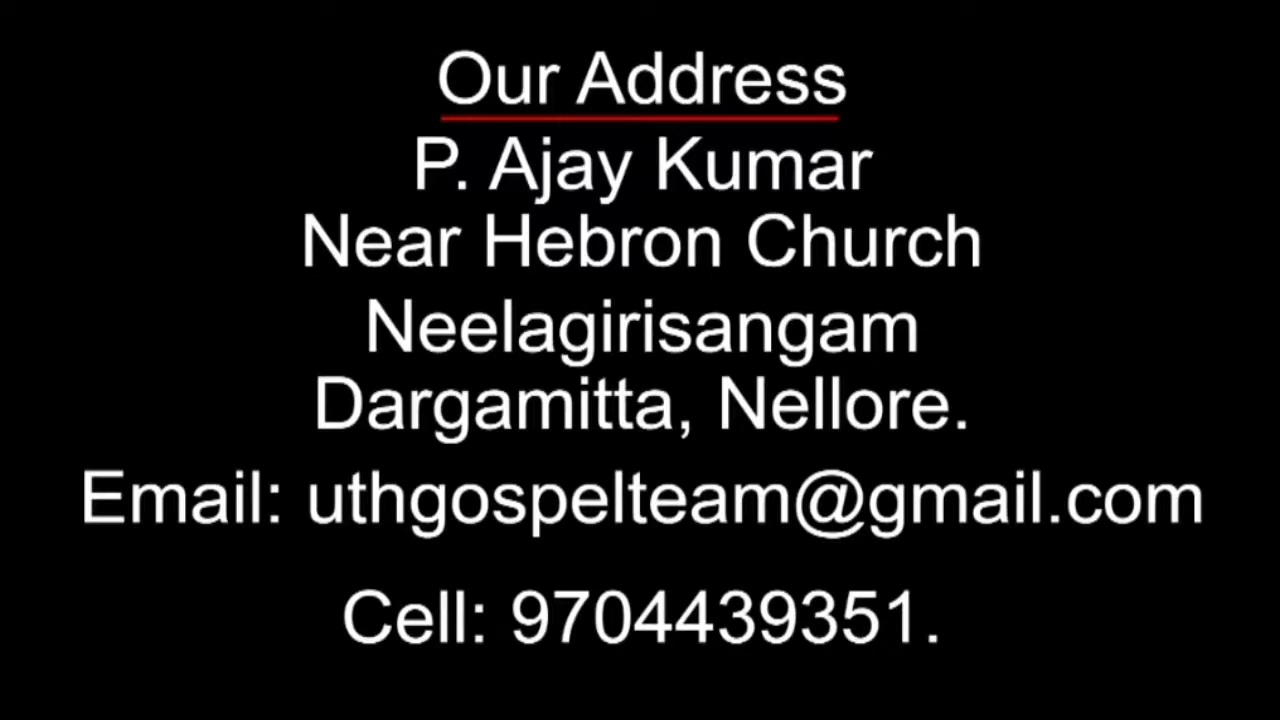 Our Address
P. Ajay Kumar
Near Hebron Church
Neelagirisangam
Dargamitta, Nellore.
Email: uthgospelteam@gmail.com
Cell: 9704439351.